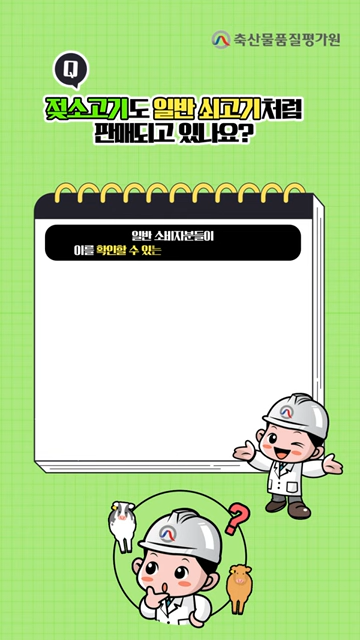 축산물품질평가원
Q
젖소고기도 일반 쇠고기처럼
판매되고 있나요?
일반 소비자분들이
이를 확인할 수 있는
?